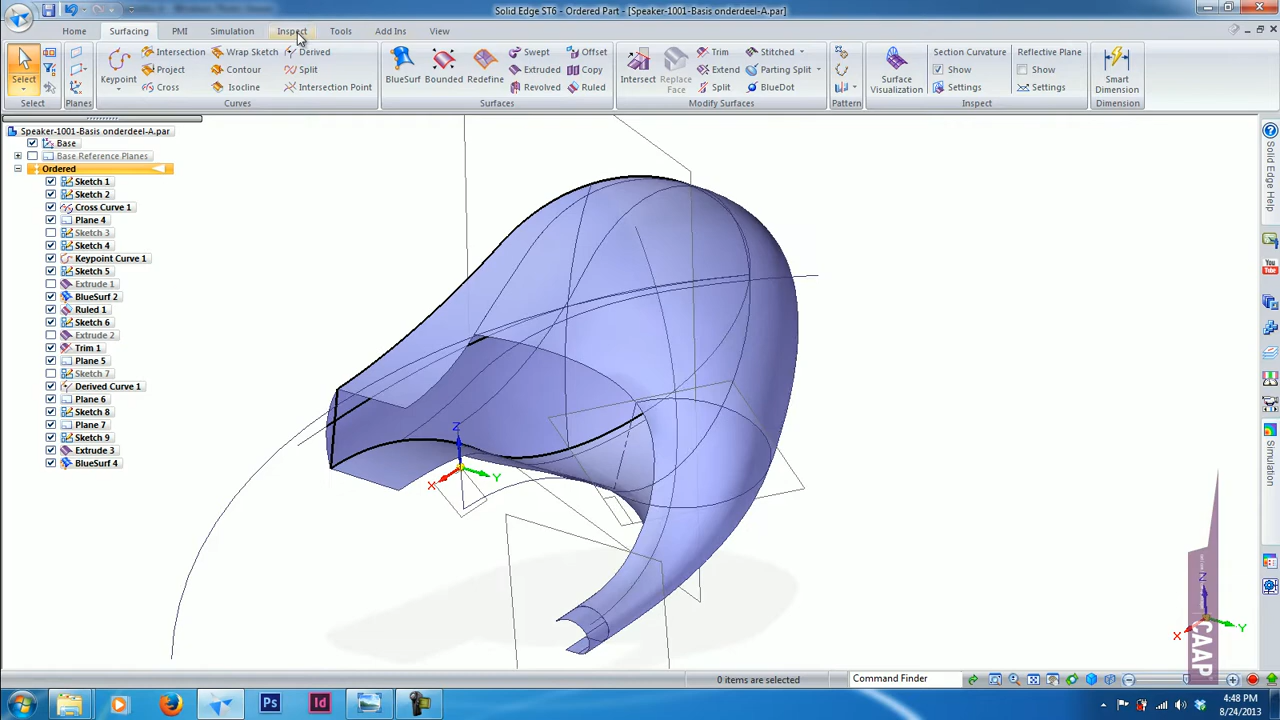 Solid Edge ST6 - Ordered Part - [Speaker-1001-Basis onderdeel-A.par]
Home Surfacing PMI Simulation Inspect Tools Add Ins View
Select
Select
Planes
Keypoint
Intersection
Project
Cross
Wrap Sketch
Contour
Isocline
Derived
Split
Intersection Point
Curves
BlueSurf
Bounded
Redefine
Swept
Extruded
Revolved
Offset
Copy
Ruled
Surfaces
Intersect
Replace Face
Trim
Extend
Split
Stitched
Parting Split
BlueDot
Modify Surfaces
Pattern
Surface Visualization
Section Curvature
Show
Settings
Reflective Plane
Show
Settings
Inspect
Smart Dimension
Dimension
Speaker-1001-Basis onderdeel-A.par
Base
Base Reference Planes
Ordered
Sketch 1
Sketch 2
Cross Curve 1
Plane 4
Sketch 3
Sketch 4
Keypoint Curve 1
Sketch 5
Extrude 1
BlueSurf 2
Ruled 1
Sketch 6
Extrude 2
Trim 1
Plane 5
Sketch 7
Derived Curve 1
Plane 6
Sketch 8
Plane 7
Sketch 9
Extrude 3
BlueSurf 4
Z
X
Y
Z
X
Y
CAAP
Solid Edge Help
You Tube
Simulation
0 items are selected
Command Finder
Ps
Id
4:48 PM
8/24/2013